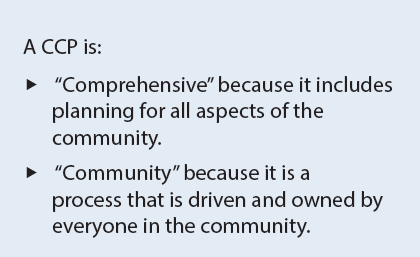 A CCP is:
▶ “Comprehensive” because it includes
planning for all aspects of the
community.
▶ “Community” because it is a
process that is driven and owned by
everyone in the community.